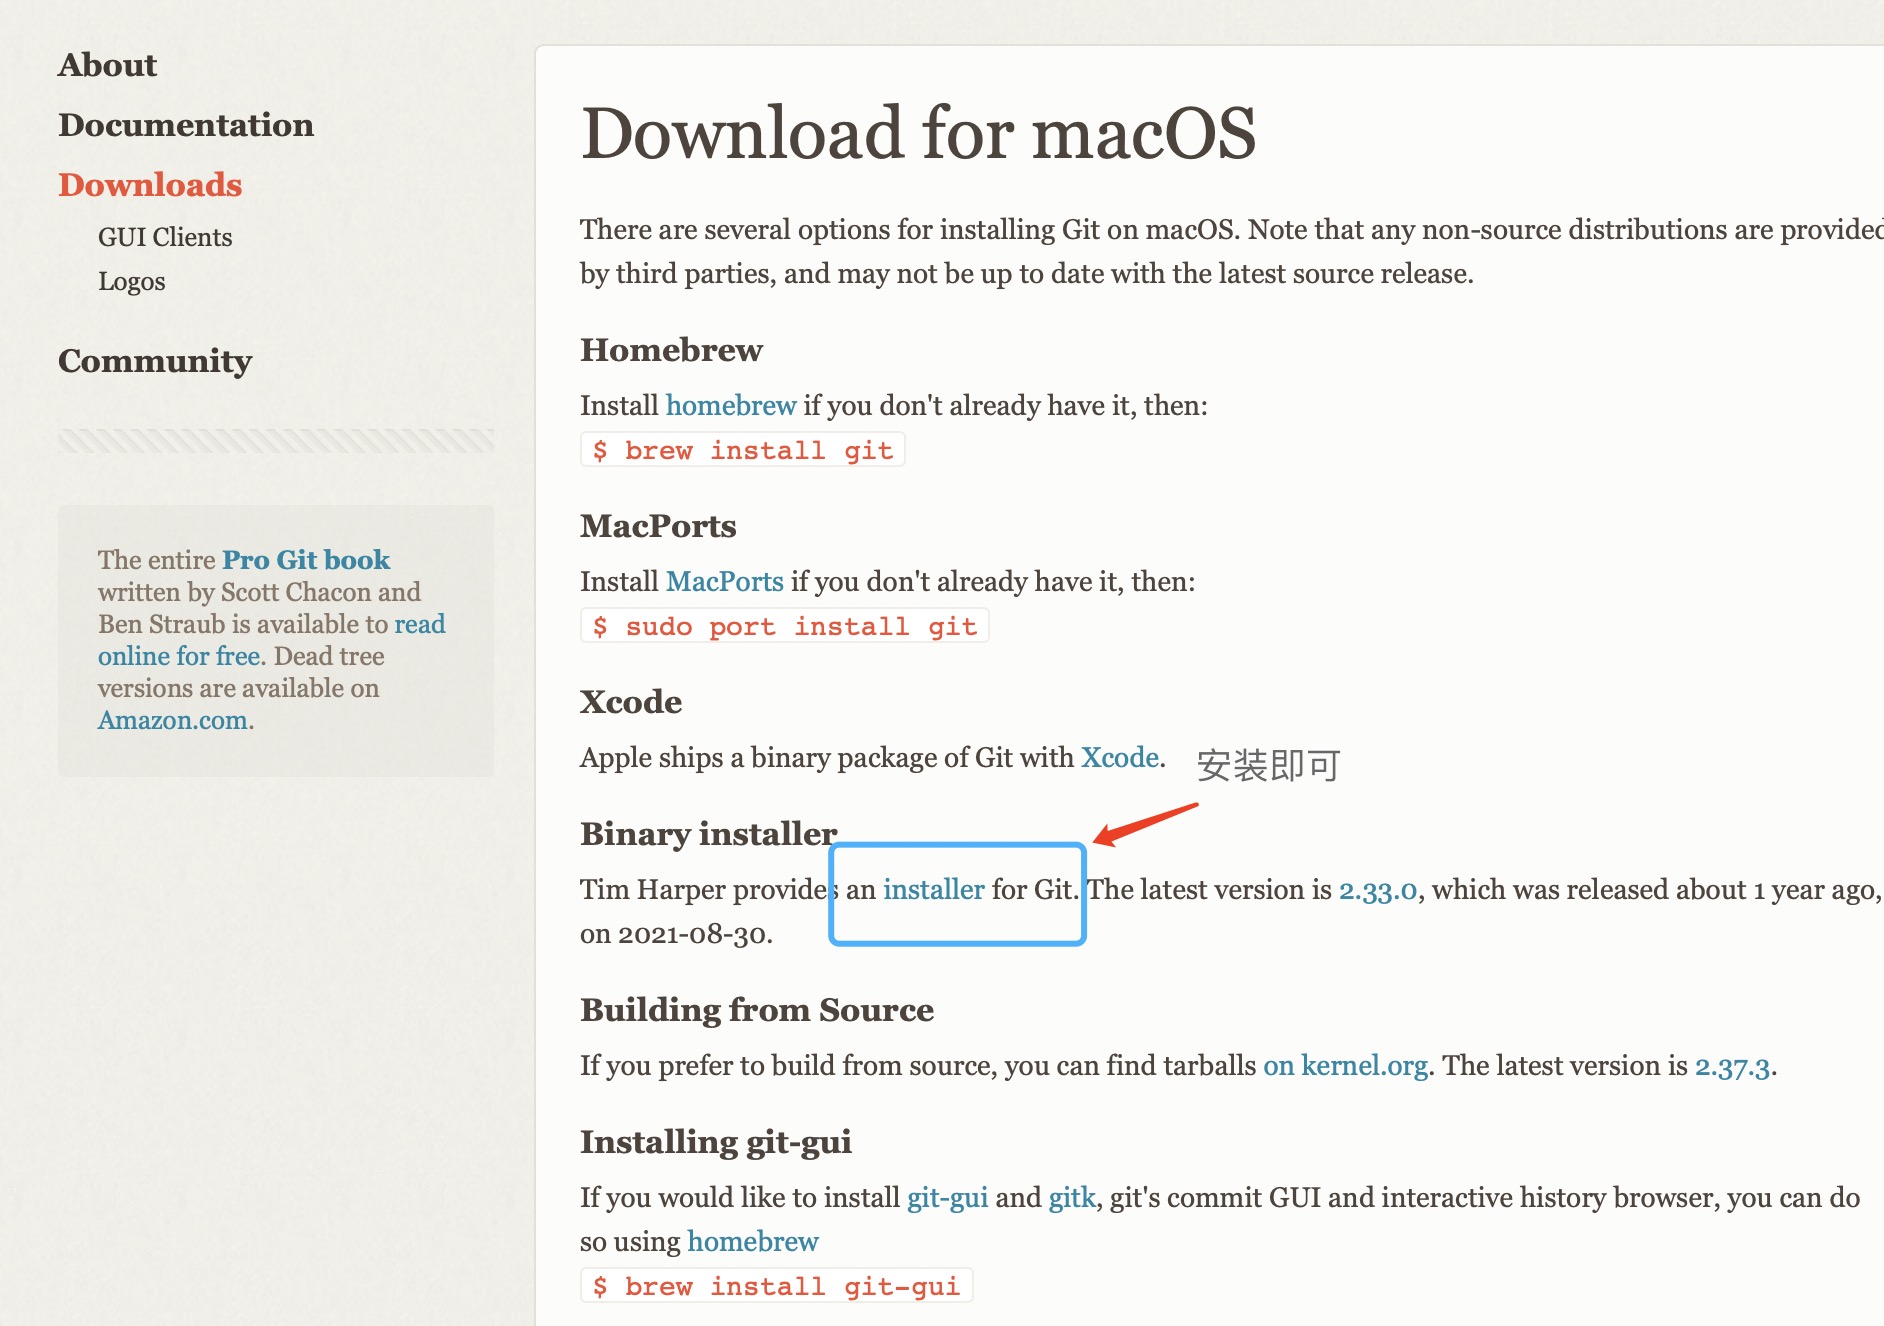 About
Documentation
Downloads
GUI Clients
Logos
Community
The entire Pro Git book
written by Scott Chacon and
Ben Straub is available to read
online for free. Dead tree
versions are available on
Amazon.com.
Download for macOS
There are several options for installing Git on macOS. Note that any non-source distributions are provided
by third parties, and may not be up to date with the latest source release.
Homebrew
Install homebrew if you don't already have it, then:
$ brew install git
MacPorts
Install MacPorts if you don't already have it, then:
$ sudo port install git
Xcode
Apple ships a binary package of Git with Xcode.
安装即可
Binary installer
Tim Harper provides an installer for Git. The latest version is 2.33.0, which was released about 1 year ago,
on 2021-08-30.
Building from Source
If you prefer to build from source, you can find tarballs on kernel.org. The latest version is 2.37.3.
Installing git-gui
If you would like to install git-gui and gitk, git's commit GUI and interactive history browser, you can do
so using homebrew
$ brew install git-gui